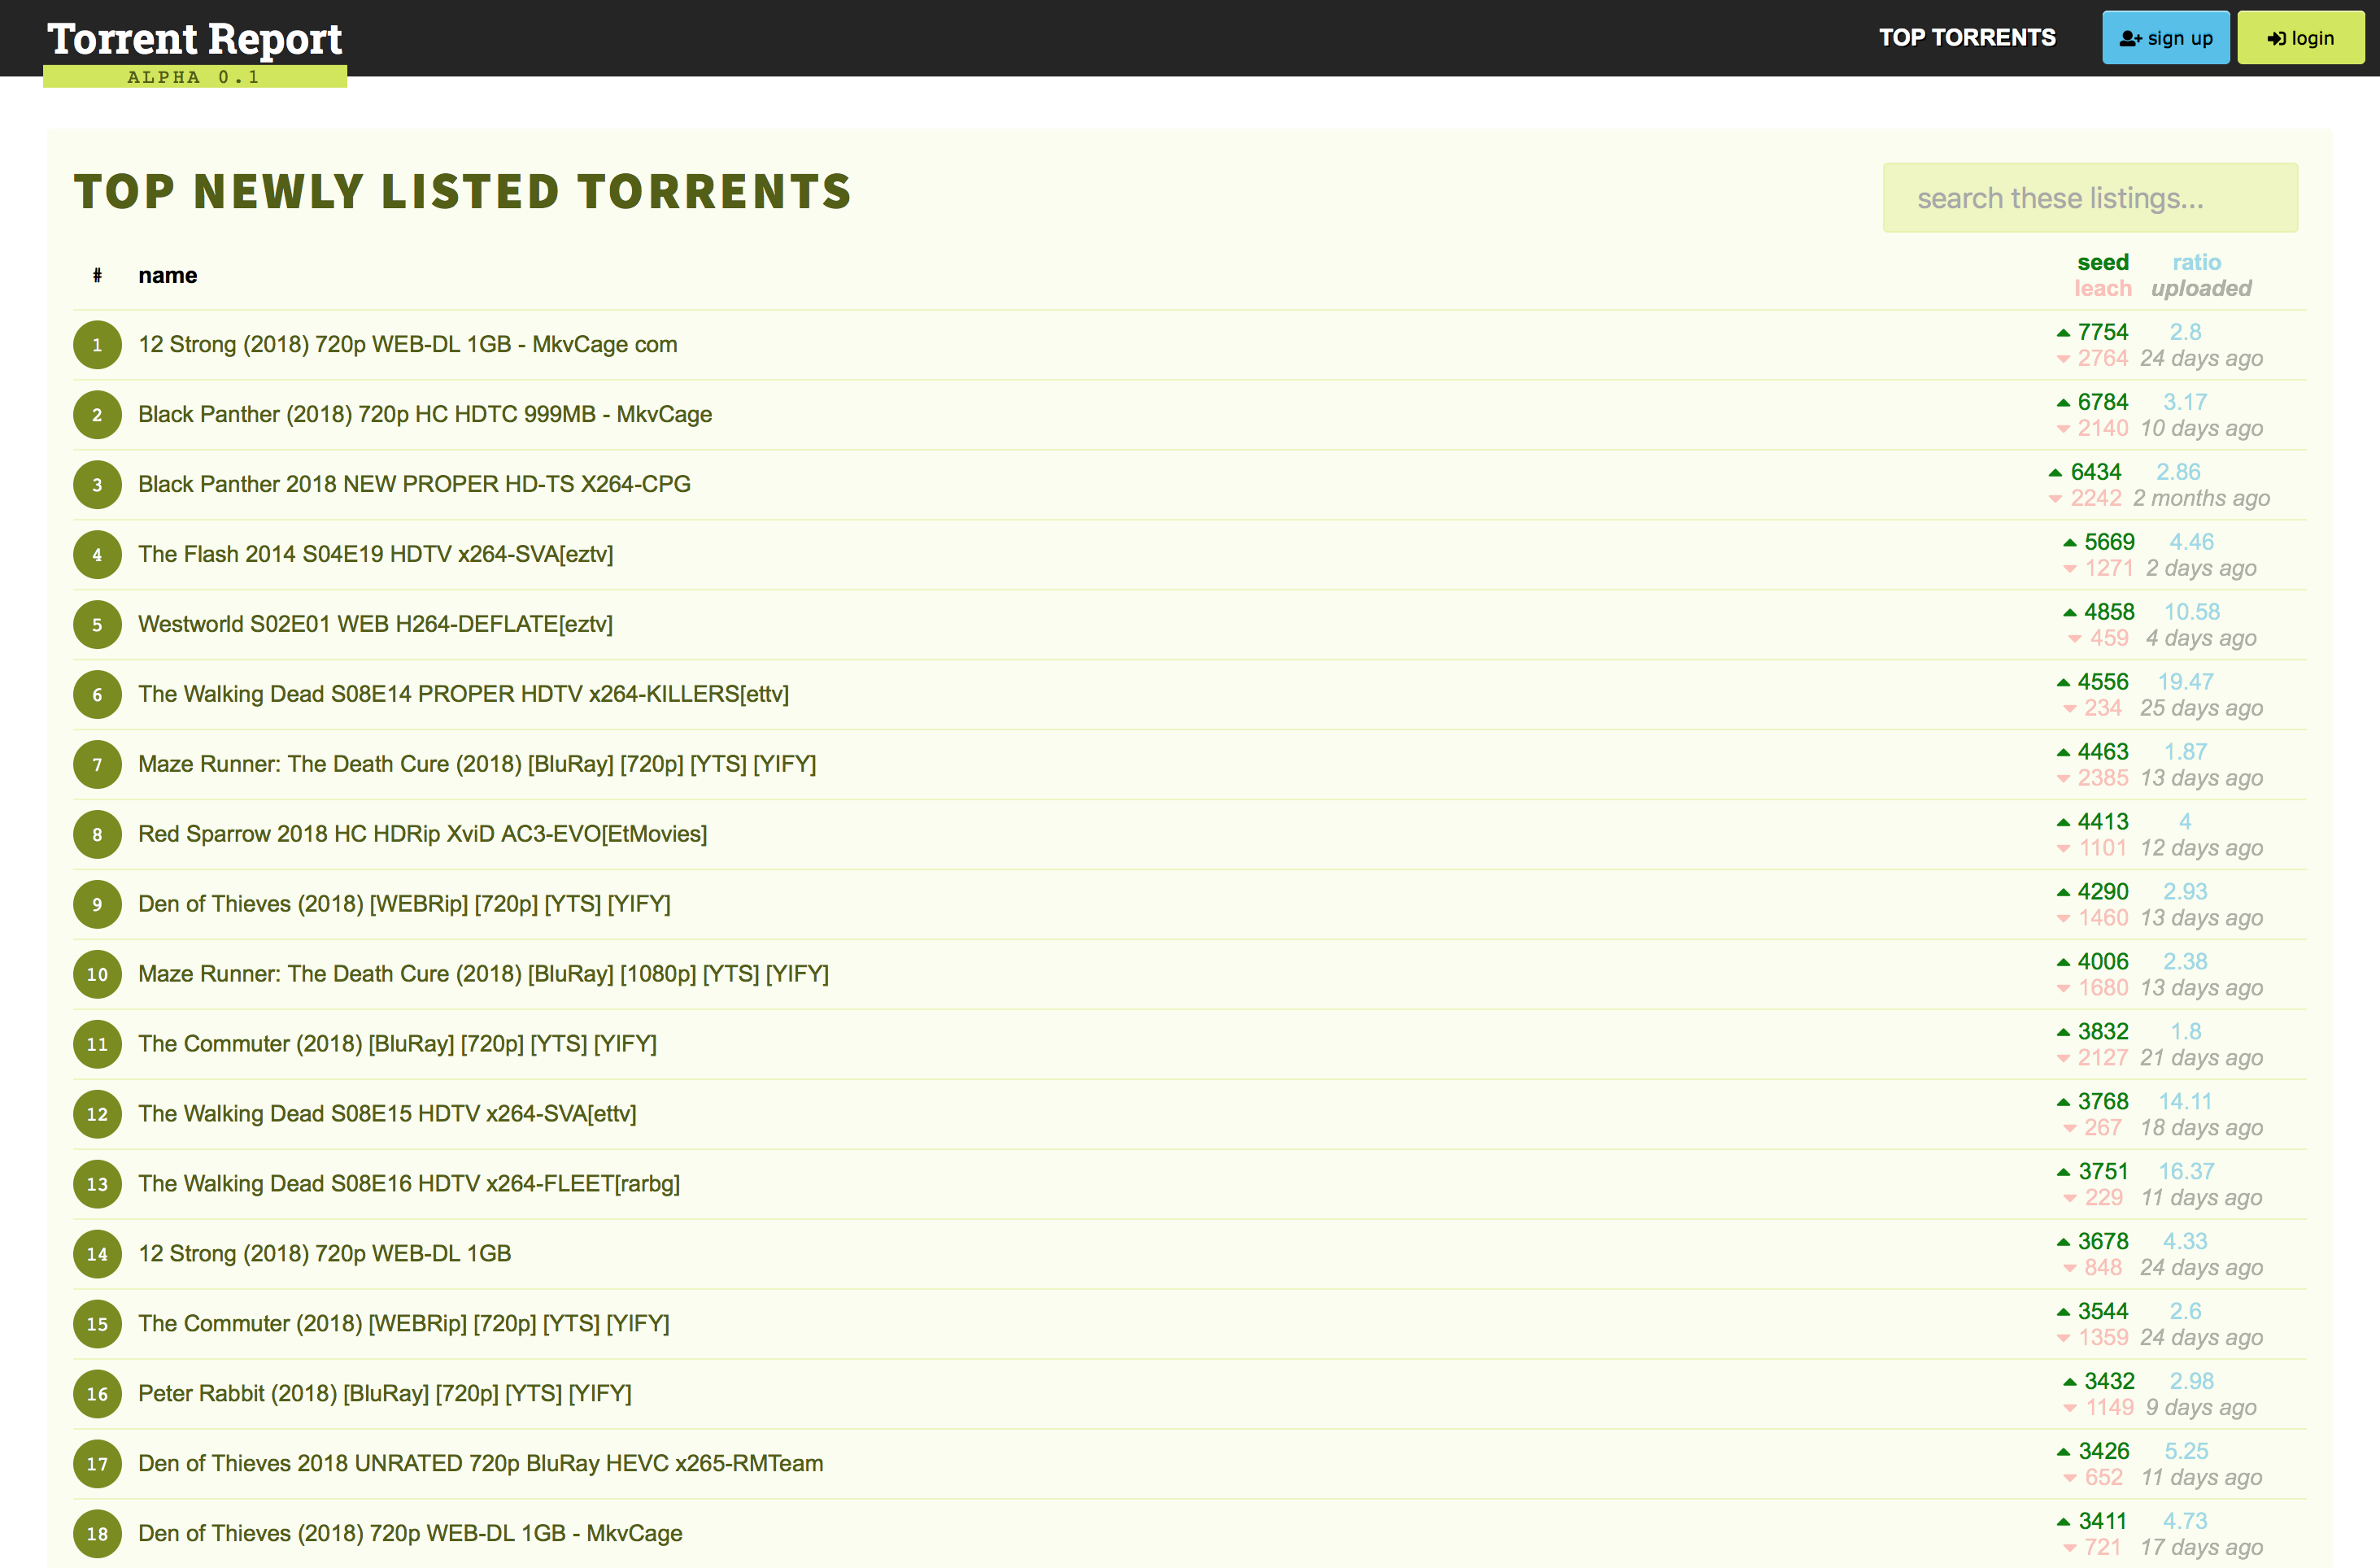 Torrent Report
ALPHA 0.1
TOP TORRENTS
sign up
login
TOP NEWLY LISTED TORRENTS
search these listings...
# name seed ratio
leach uploaded
1 12 Strong (2018) 720p WEB-DL 1GB - MkvCage com 7754 2.8
2764 24 days ago
2 Black Panther (2018) 720p HC HDTC 999MB - MkvCage 6784 3.17
2140 10 days ago
3 Black Panther 2018 NEW PROPER HD-TS X264-CPG 6434 2.86
2242 2 months ago
4 The Flash 2014 S04E19 HDTV x264-SVA[eztv] 5669 4.46
1271 2 days ago
5 Westworld S02E01 WEB H264-DEFLATE[eztv] 4858 10.58
459 4 days ago
6 The Walking Dead S08E14 PROPER HDTV x264-KILLERS[ettv] 4556 19.47
234 25 days ago
7 Maze Runner: The Death Cure (2018) [BluRay] [720p] [YTS] [YIFY] 4463 1.87
2385 13 days ago
8 Red Sparrow 2018 HC HDRip XviD AC3-EVO[EtMovies] 4413 4
1101 12 days ago
9 Den of Thieves (2018) [WEBRip] [720p] [YTS] [YIFY] 4290 2.93
1460 13 days ago
10 Maze Runner: The Death Cure (2018) [BluRay] [1080p] [YTS] [YIFY] 4006 2.38
1680 13 days ago
11 The Commuter (2018) [BluRay] [720p] [YTS] [YIFY] 3832 1.8
2127 21 days ago
12 The Walking Dead S08E15 HDTV x264-SVA[ettv] 3768 14.11
267 18 days ago
13 The Walking Dead S08E16 HDTV x264-FLEET[rarbg] 3751 16.37
229 11 days ago
14 12 Strong (2018) 720p WEB-DL 1GB 3678 4.33
848 24 days ago
15 The Commuter (2018) [WEBRip] [720p] [YTS] [YIFY] 3544 2.6
1359 24 days ago
16 Peter Rabbit (2018) [BluRay] [720p] [YTS] [YIFY] 3432 2.98
1149 9 days ago
17 Den of Thieves 2018 UNRATED 720p BluRay HEVC x265-RMTeam 3426 5.25
652 11 days ago
18 Den of Thieves (2018) 720p WEB-DL 1GB - MkvCage 3411 4.73
721 17 days ago